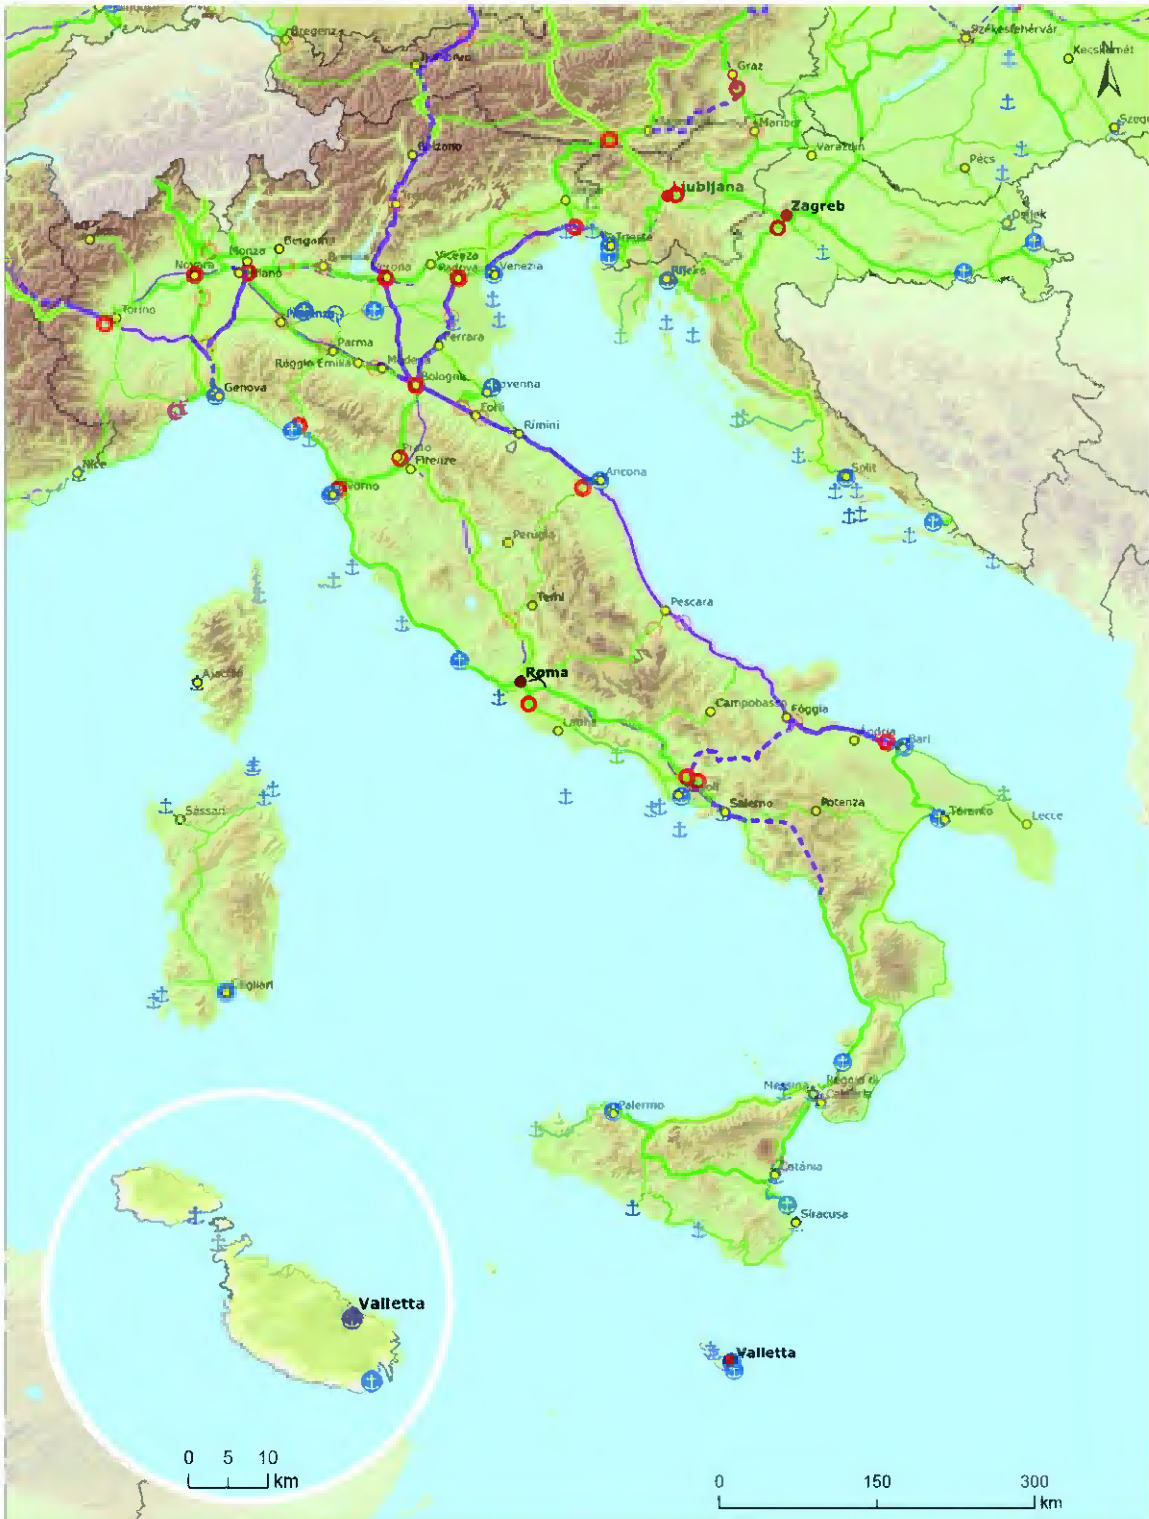 Bregenz
Székesfehérvár
N
Kecskemét
Graz
Maribor
Bolzano
Varaždin
Pécs
Ljubljana
Zagreb
Osijek
Trieste
Monza
Bergamo
Vicenza
Novara
Milano
Verona
Padova
Venezia
Rijeka
Torino
Piacenza
Parma
Ferrara
Reggio Emilia
Modena
Bologna
Ravenna
Genova
Forlì
Rimini
Prato
Firenze
Nice
Livorno
Ancona
Split
Perugia
Terni
Pescara
Ajaccio
Roma
Latina
Campobasso
Foggia
Andria
Bari
Napoli
Salerno
Potenza
Taranto
Lecce
Sassari
Cagliari
Messina
Reggio di
Calabria
Palermo
Catania
Siracusa
Valletta
Valletta
0 5 10
km
0 150 300
km